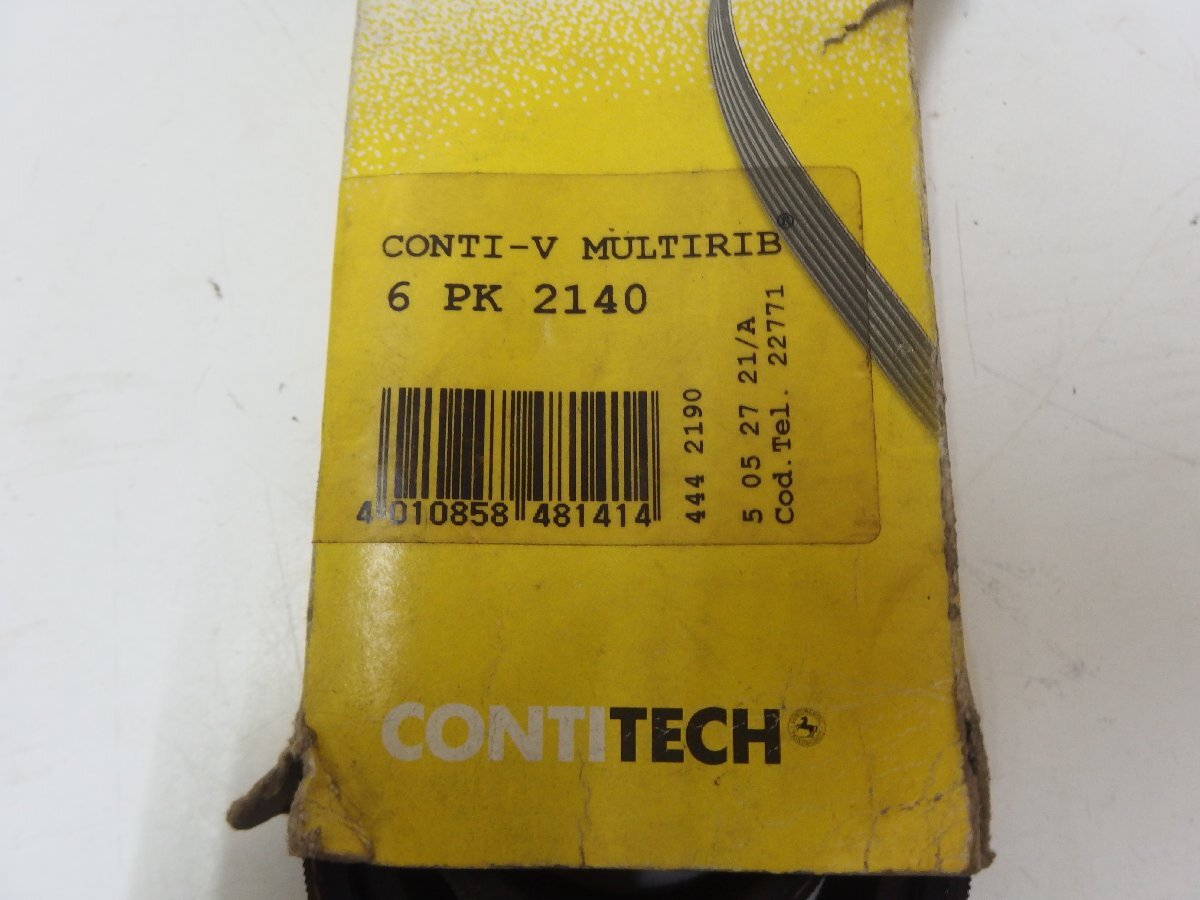 CONTI-V MULTIRIB®
6 PK 2140
4 010858 481414
444 2190
5 05 27 21/A
Cod.Tel. 22771
CONTITECH